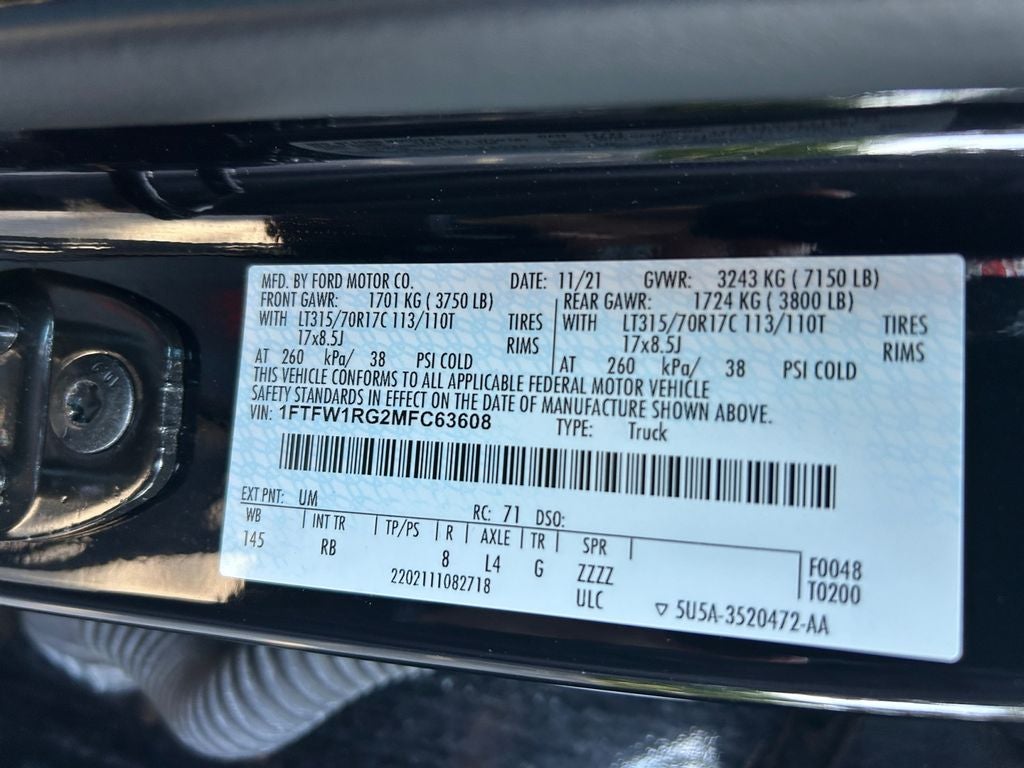 MFD. BY FORD MOTOR CO. DATE: 11/21 GVWR: 3243 KG ( 7150 LB)
FRONT GAWR: 1701 KG ( 3750 LB) REAR GAWR: 1724 KG ( 3800 LB)
WITH LT315/70R17C 113/110T TIRES WITH LT315/70R17C 113/110T TIRES
17x8.5J RIMS 17x8.5J RIMS
AT 260 kPa/ 38 PSI COLD AT 260 kPa/ 38 PSI COLD
THIS VEHICLE CONFORMS TO ALL APPLICABLE FEDERAL MOTOR VEHICLE
SAFETY STANDARDS IN EFFECT ON THE DATE OF MANUFACTURE SHOWN ABOVE.
VIN: 1FTFW1RG2MFC63608 TYPE: Truck
EXT PNT: UM RC: 71 DSO:
WB INT TR TP/PS R AXLE TR SPR
145 RB 8 L4 G ZZZZ F0048
2202111082718 ULC T0200
5U5A-3520472-AA